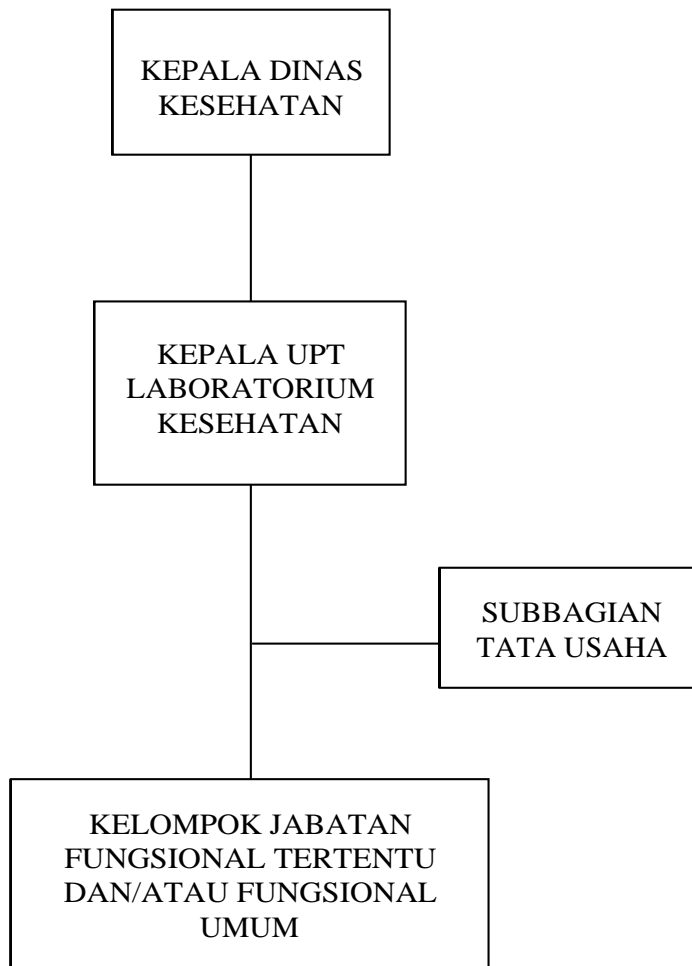 KEPALA DINAS
KESEHATAN
KEPALA UPT
LABORATORIUM
KESEHATAN
SUBBAGIAN
TATA USAHA
KELOMPOK JABATAN
FUNGSIONAL TERTENTU
DAN/ATAU FUNGSIONAL
UMUM